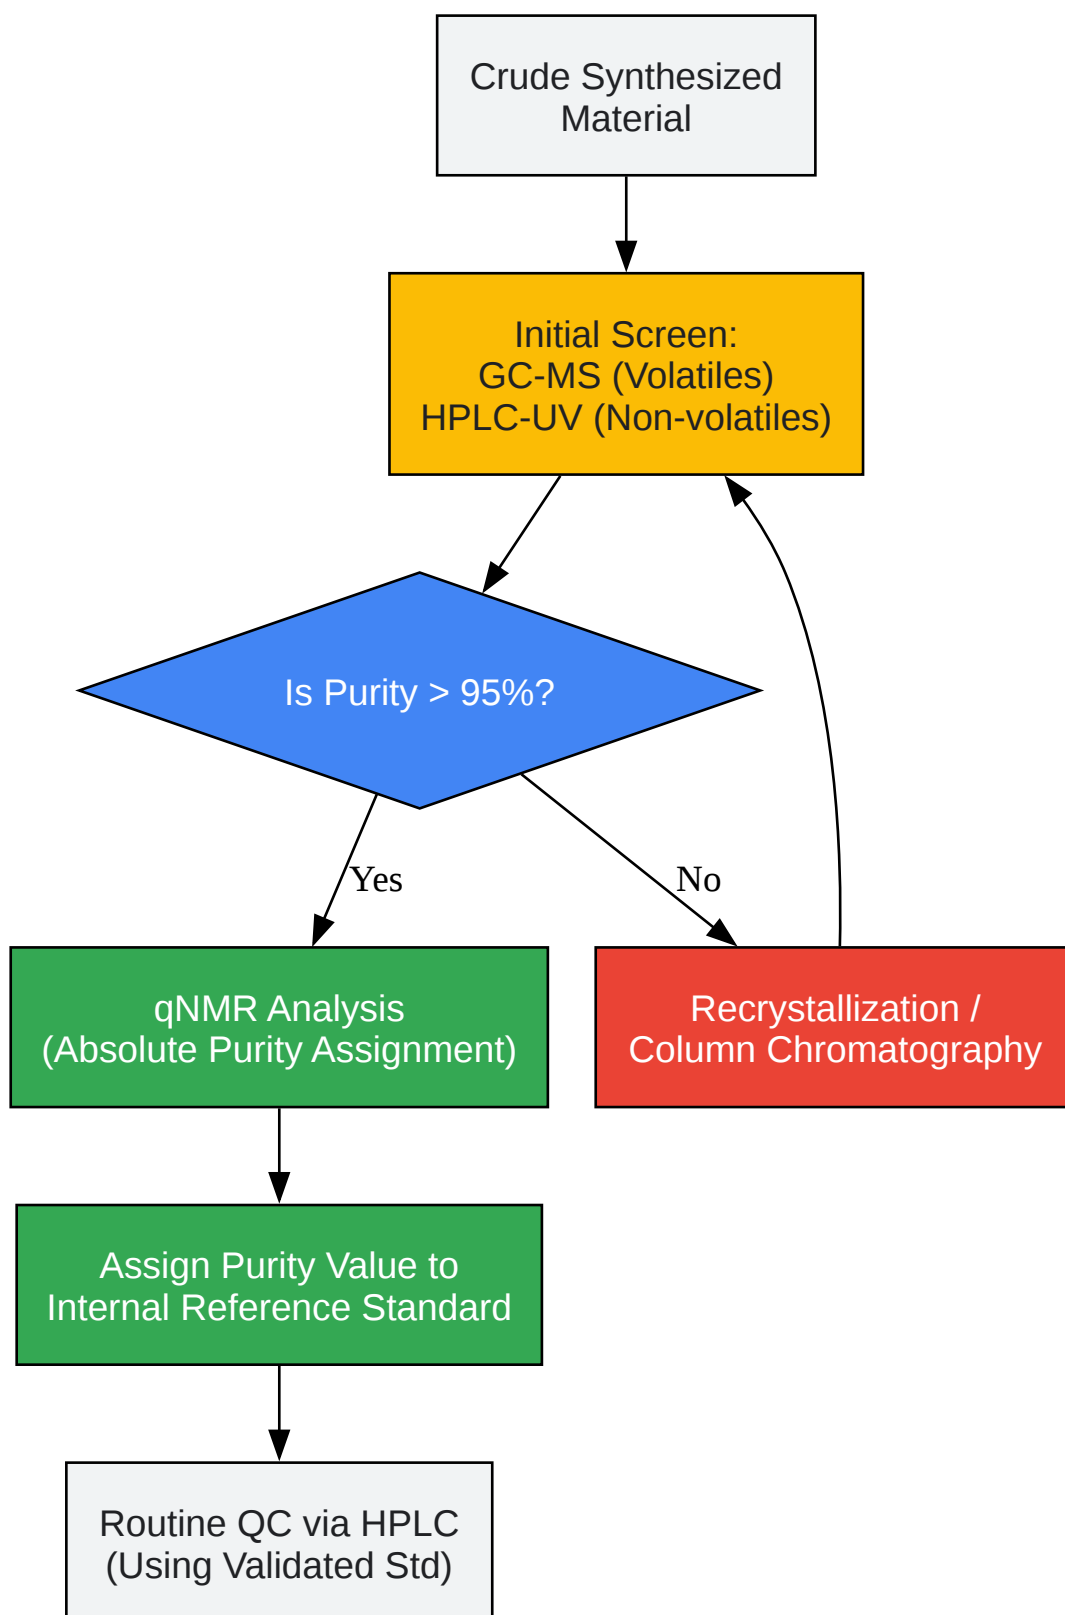 Crude Synthesized
Material
Initial Screen:
GC-MS (Volatiles)
HPLC-UV (Non-volatiles)
Is Purity > 95%?
Yes
No
qNMR Analysis
(Absolute Purity Assignment)
Recrystallization /
Column Chromatography
Assign Purity Value to
Internal Reference Standard
Routine QC via HPLC
(Using Validated Std)